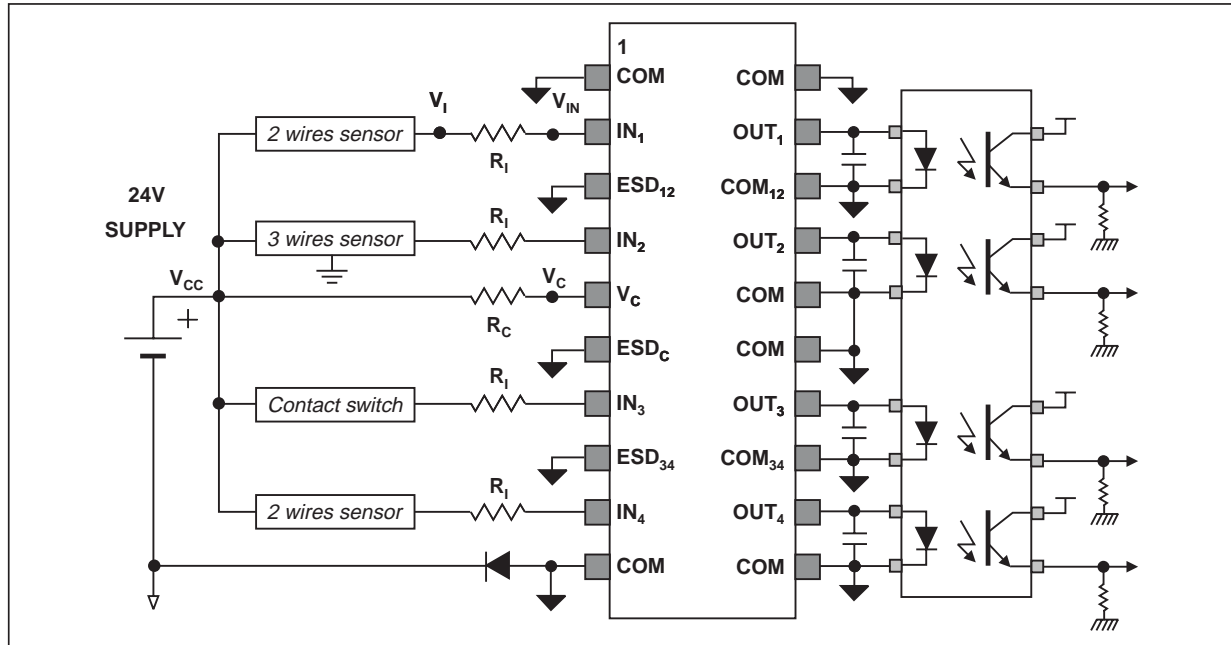 1
COM COM
V_I V_IN
2 wires sensor IN_1 OUT_1
R_I
ESD_12 COM_12
24V
SUPPLY
R_I
3 wires sensor IN_2 OUT_2
V_CC V_C
+ V_C COM
R_C
ESD_C COM
R_I
Contact switch IN_3 OUT_3
ESD_34 COM_34
R_I
2 wires sensor IN_4 OUT_4
COM COM